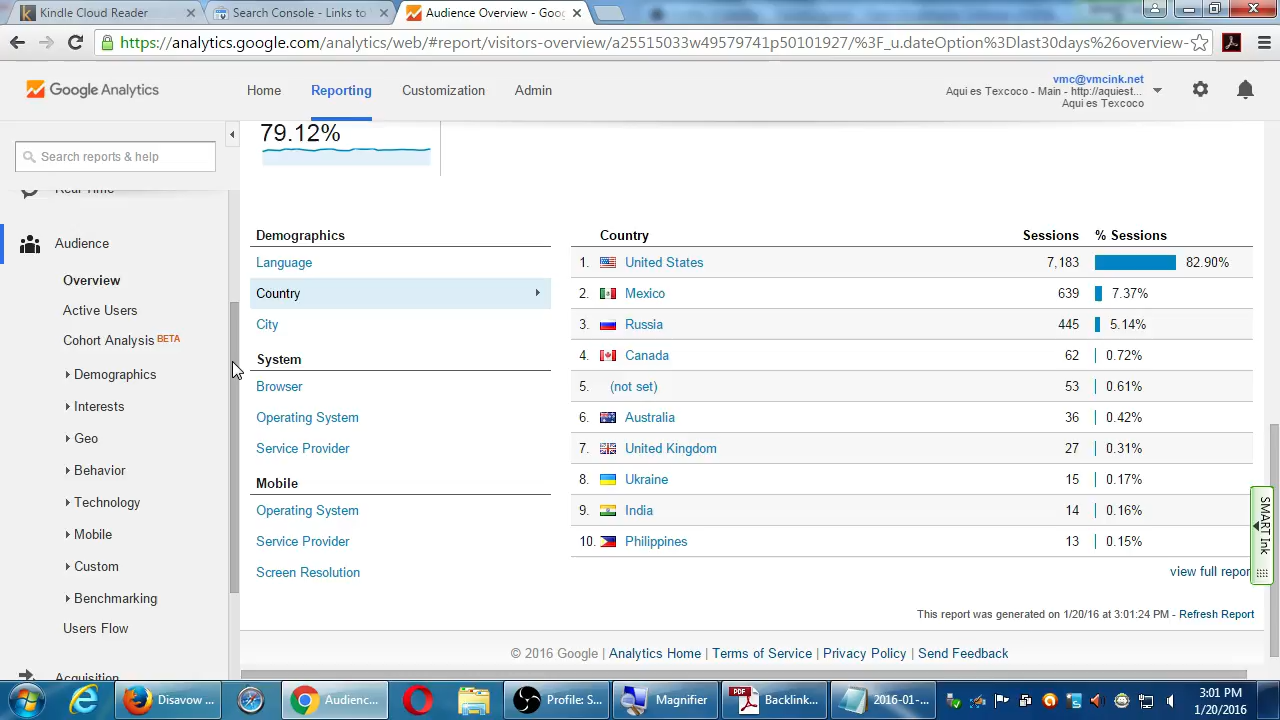 Kindle Cloud Reader
Search Console - Links to
Audience Overview - Goog
https://analytics.google.com/analytics/web/#report/visitors-overview/a25515033w49579741p50101927/%3F_u.dateOption%3Dlast30days%26overview-
Google Analytics
Home
Reporting
Customization
Admin
vmc@vmcink.net
Aqui es Texcoco - Main - http://aquiest...
Aqui es Texcoco
Search reports & help
Real-Time
Audience
Overview
Active Users
Cohort Analysis BETA
Demographics
Interests
Geo
Behavior
Technology
Mobile
Custom
Benchmarking
Users Flow
Acquisition
79.12%
Demographics
Language
Country
City
System
Browser
Operating System
Service Provider
Mobile
Operating System
Service Provider
Screen Resolution
Country Sessions % Sessions
1. United States 7,183 82.90%
2. Mexico 639 7.37%
3. Russia 445 5.14%
4. Canada 62 0.72%
5. (not set) 53 0.61%
6. Australia 36 0.42%
7. United Kingdom 27 0.31%
8. Ukraine 15 0.17%
9. India 14 0.16%
10. Philippines 13 0.15%
view full repor
This report was generated on 1/20/16 at 3:01:24 PM - Refresh Report
© 2016 Google | Analytics Home | Terms of Service | Privacy Policy | Send Feedback
SMART Ink
Disavow ...
Audienc...
Profile: S...
Magnifier
PDF
Backlink...
2016-01-...
3:01 PM
1/20/2016